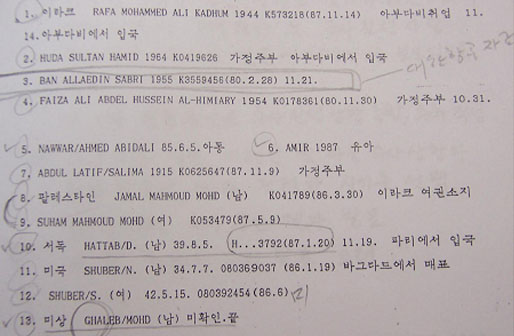 1. 이라크 RAFA MOHAMMED ALI KADHUM 1944 K573218(87.11.14) 아부다비취업 11.
14.아부다비에서 입국
2. HUDA SULTAN HAMID 1964 K0419626 가정주부 아부다비에서 입국
3. BAN ALLAEDIN SABRI 1955 K3559456(80.2.28) 11.21.
대한항공
4. FAIZA ALI ABDEL HUSSEIN AL-HIMIARY 1954 K0178361(80.11.30) 가정주부 10.31.
5. NAWWAR/AHMED ABIDALI 85.6.5.아동 6. AMIR 1987 유아
7. ABDUL LATIF/SALIMA 1915 K0625647(87.11.9) 가정주부
8. 팔레스타인 JAMAL MAHMOUD MOHD (남) K041789(86.3.30) 이라크 여권소지
9. SUHAM MAHMOUD MOHD (여) K053479(87.5.9)
10. 서독 HATTAB/D. (남) 39.8.5. H...3792(87.1.20) 11.19. 파리에서 입국
11. 미국 SHUBER/N. (남) 34.7.7. 080369037 (86.1.19) 바그다드에서 매표
12. SHUBER/S. (여) 42.5.15. 080392454 (86.6)
13. 미상 GHALEB/MOHD (남) 미확인.끝